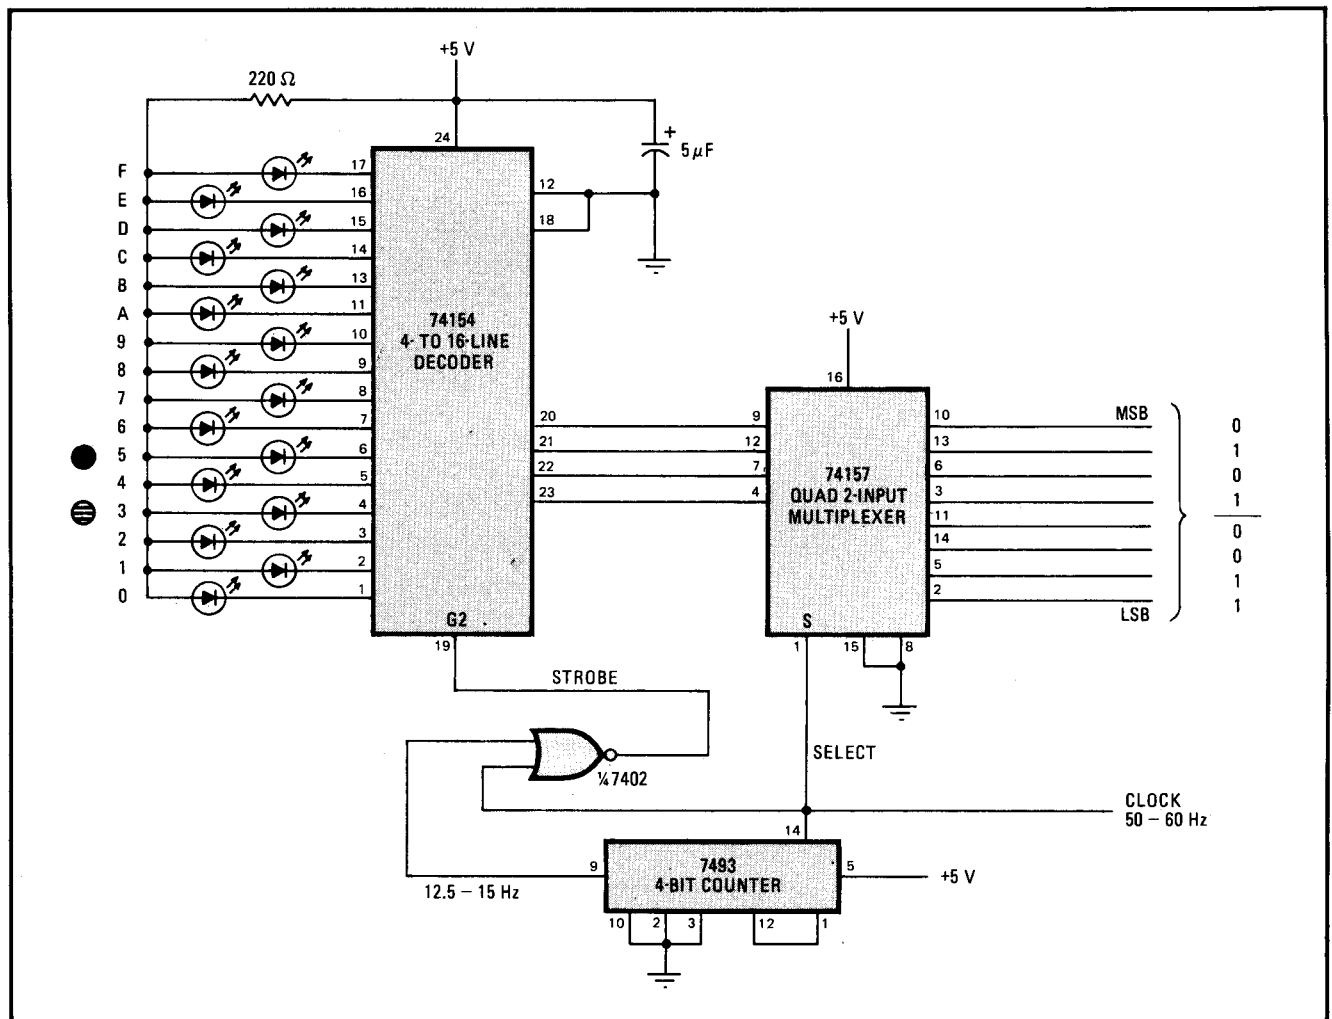 +5 V
220 Ω
24
+
5 μF
F
17
12
E
16
D
15
18
C
14
B
13
A
11
74154
4- TO 16-LINE
DECODER
+5 V
9
10
8
9
16
7
8
6
7
20
9
10
MSB
0
5
6
21
12
13
1
4
5
22
7
6
0
74157
QUAD 2-INPUT
MULTIPLEXER
3
4
23
4
3
1
11
0
2
3
14
0
1
2
5
1
0
1
2
LSB
1
G2
S
19
1
15
8
STROBE
¼ 7402
SELECT
CLOCK
50 – 60 Hz
14
9
7493
4-BIT COUNTER
5
+5 V
12.5 – 15 Hz
10
2
3
12
1